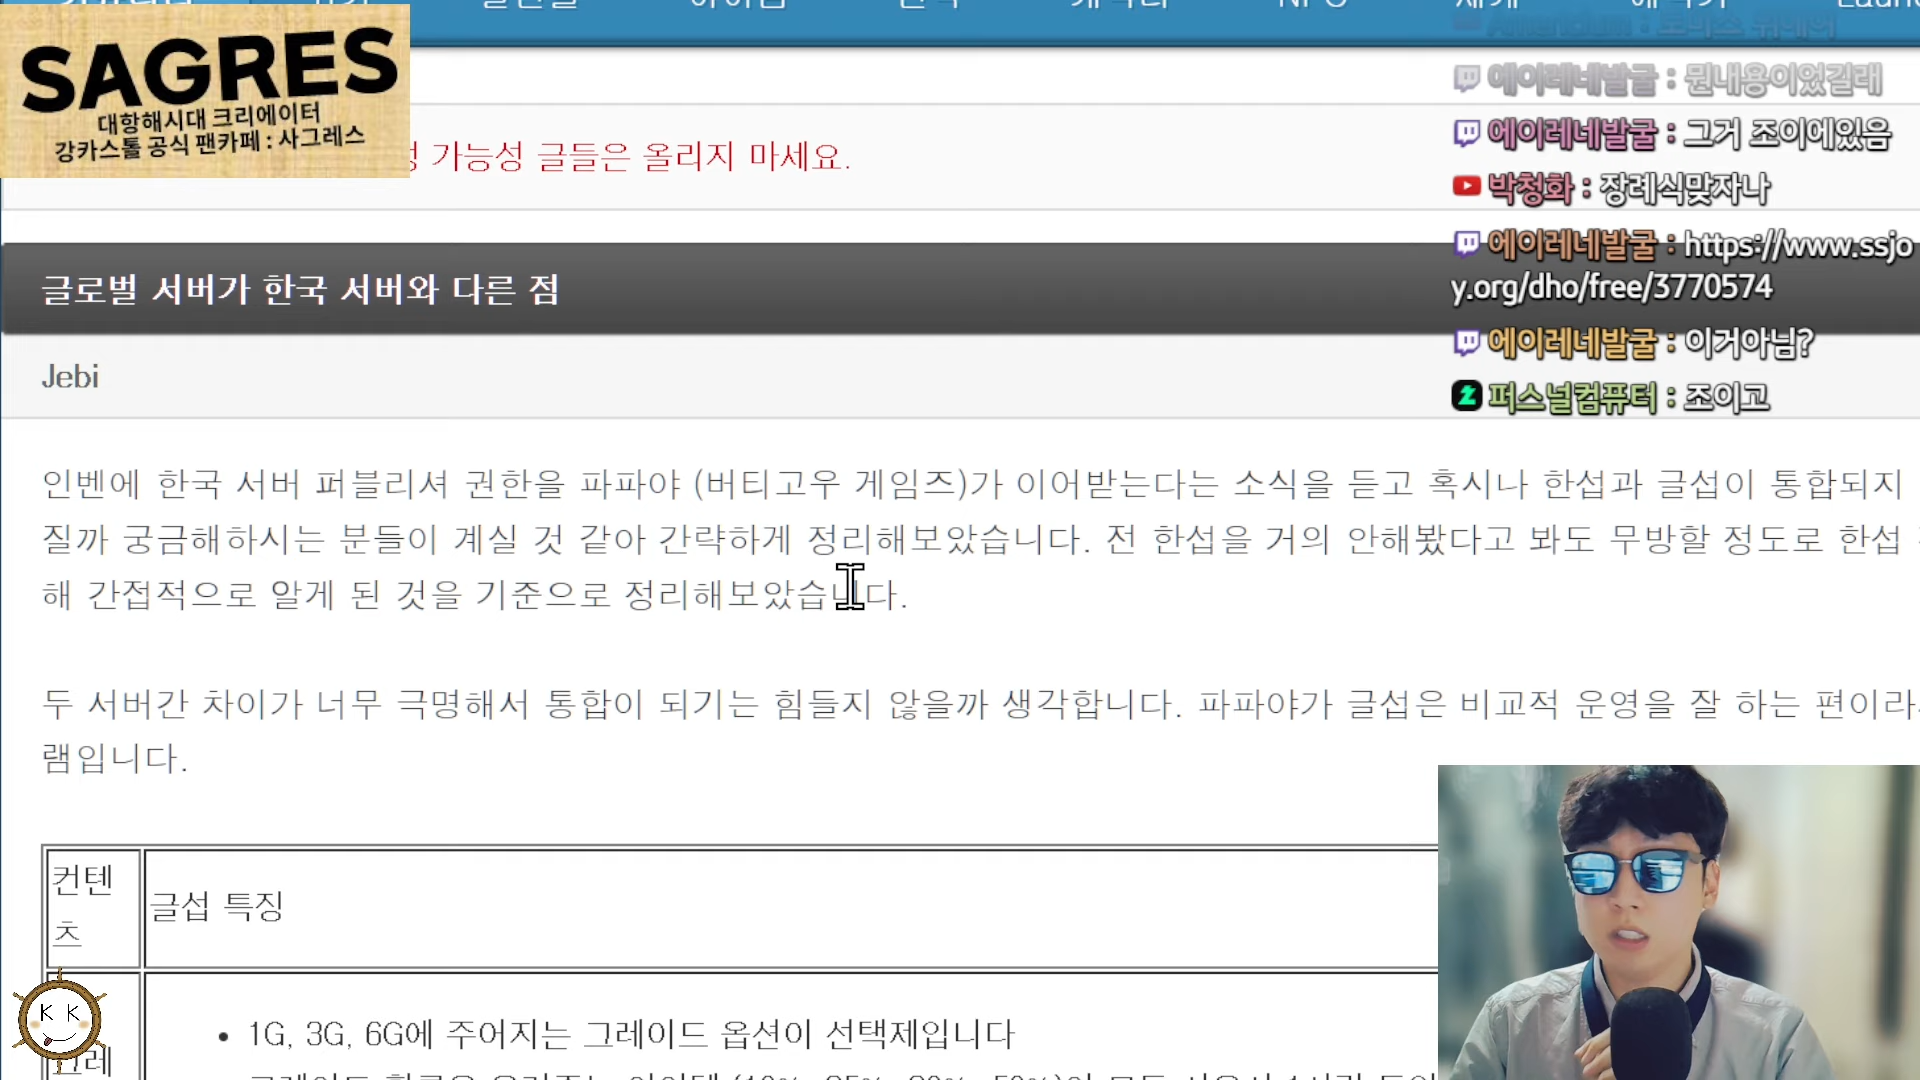 NPC
SAGRES
대항해시대 크리에이터
강카스톨 공식 팬카페 : 사그레스
가능성 글들은 올리지 마세요.
에이레네발굴 : 뭔내용이었길래
에이레네발굴 : 그거 조이에있음
박청화 : 장례식맞자나
에이레네발굴 : https://www.ssjo
y.org/dho/free/3770574
에이레네발굴 : 이거아님?
퍼스널컴퓨터 : 조이고
글로벌 서버가 한국 서버와 다른 점
Jebi
인벤에 한국 서버 퍼블리셔 권한을 파파야 (버티고우 게임즈)가 이어받는다는 소식을 듣고 혹시나 한섭과 글섭이 통합되지
질까 궁금해하시는 분들이 계실 것 같아 간략하게 정리해보았습니다. 전 한섭을 거의 안해봤다고 봐도 무방할 정도로 한섭
해 간접적으로 알게 된 것을 기준으로 정리해보았습니다.
두 서버간 차이가 너무 극명해서 통합이 되기는 힘들지 않을까 생각합니다. 파파야가 글섭은 비교적 운영을 잘 하는 편이라
램입니다.
컨텐
츠
글섭 특징
K K
• 1G, 3G, 6G에 주어지는 그레이드 옵션이 선택제입니다